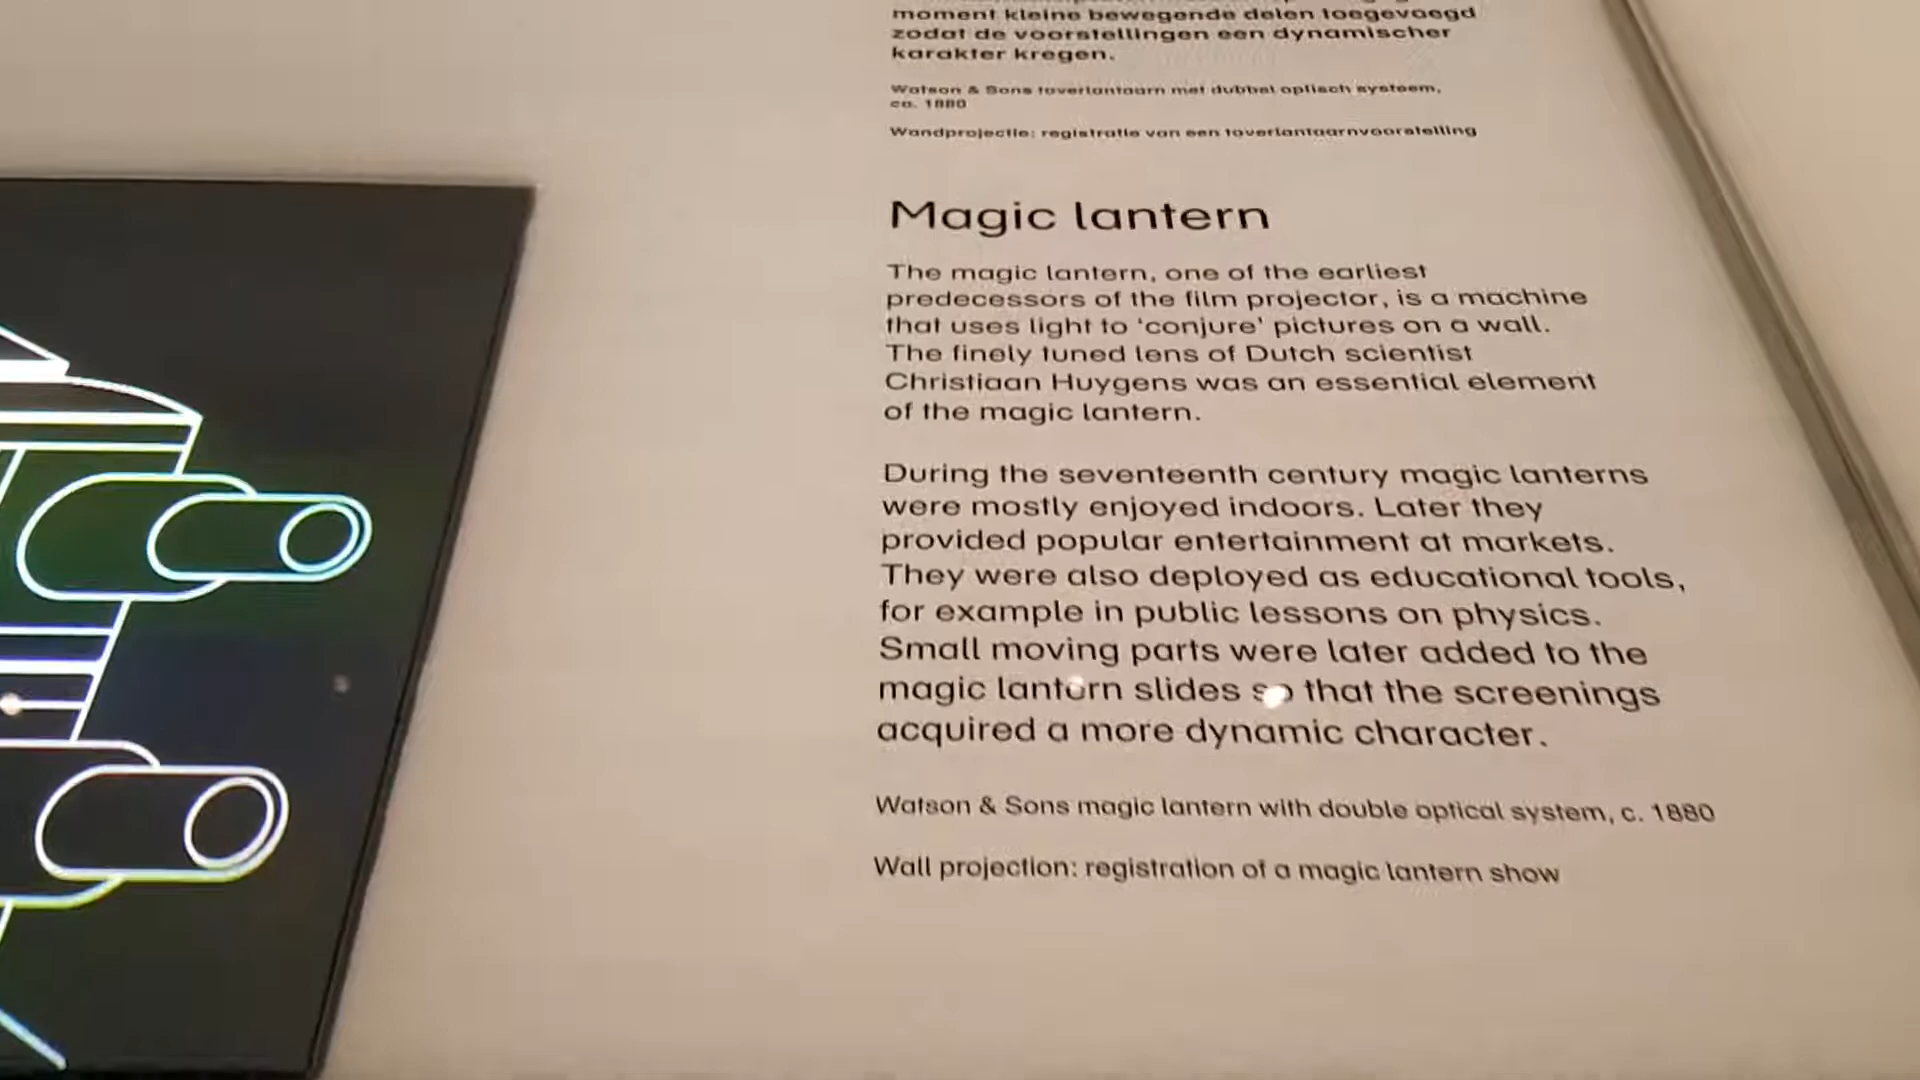 moment kleine bewegende delen toegevoegd
zodat de voorstellingen een dynamischer
karakter kregen.
Watson & Sons toverlantaarn met dubbel optisch systeem,
ca. 1880
Wandprojectie: registratie van een toverlantaarnvoorstelling
Magic lantern
The magic lantern, one of the earliest
predecessors of the film projector, is a machine
that uses light to ‘conjure’ pictures on a wall.
The finely tuned lens of Dutch scientist
Christiaan Huygens was an essential element
of the magic lantern.
During the seventeenth century magic lanterns
were mostly enjoyed indoors. Later they
provided popular entertainment at markets.
They were also deployed as educational tools,
for example in public lessons on physics.
Small moving parts were later added to the
magic lantern slides so that the screenings
acquired a more dynamic character.
Watson & Sons magic lantern with double optical system, c. 1880
Wall projection: registration of a magic lantern show